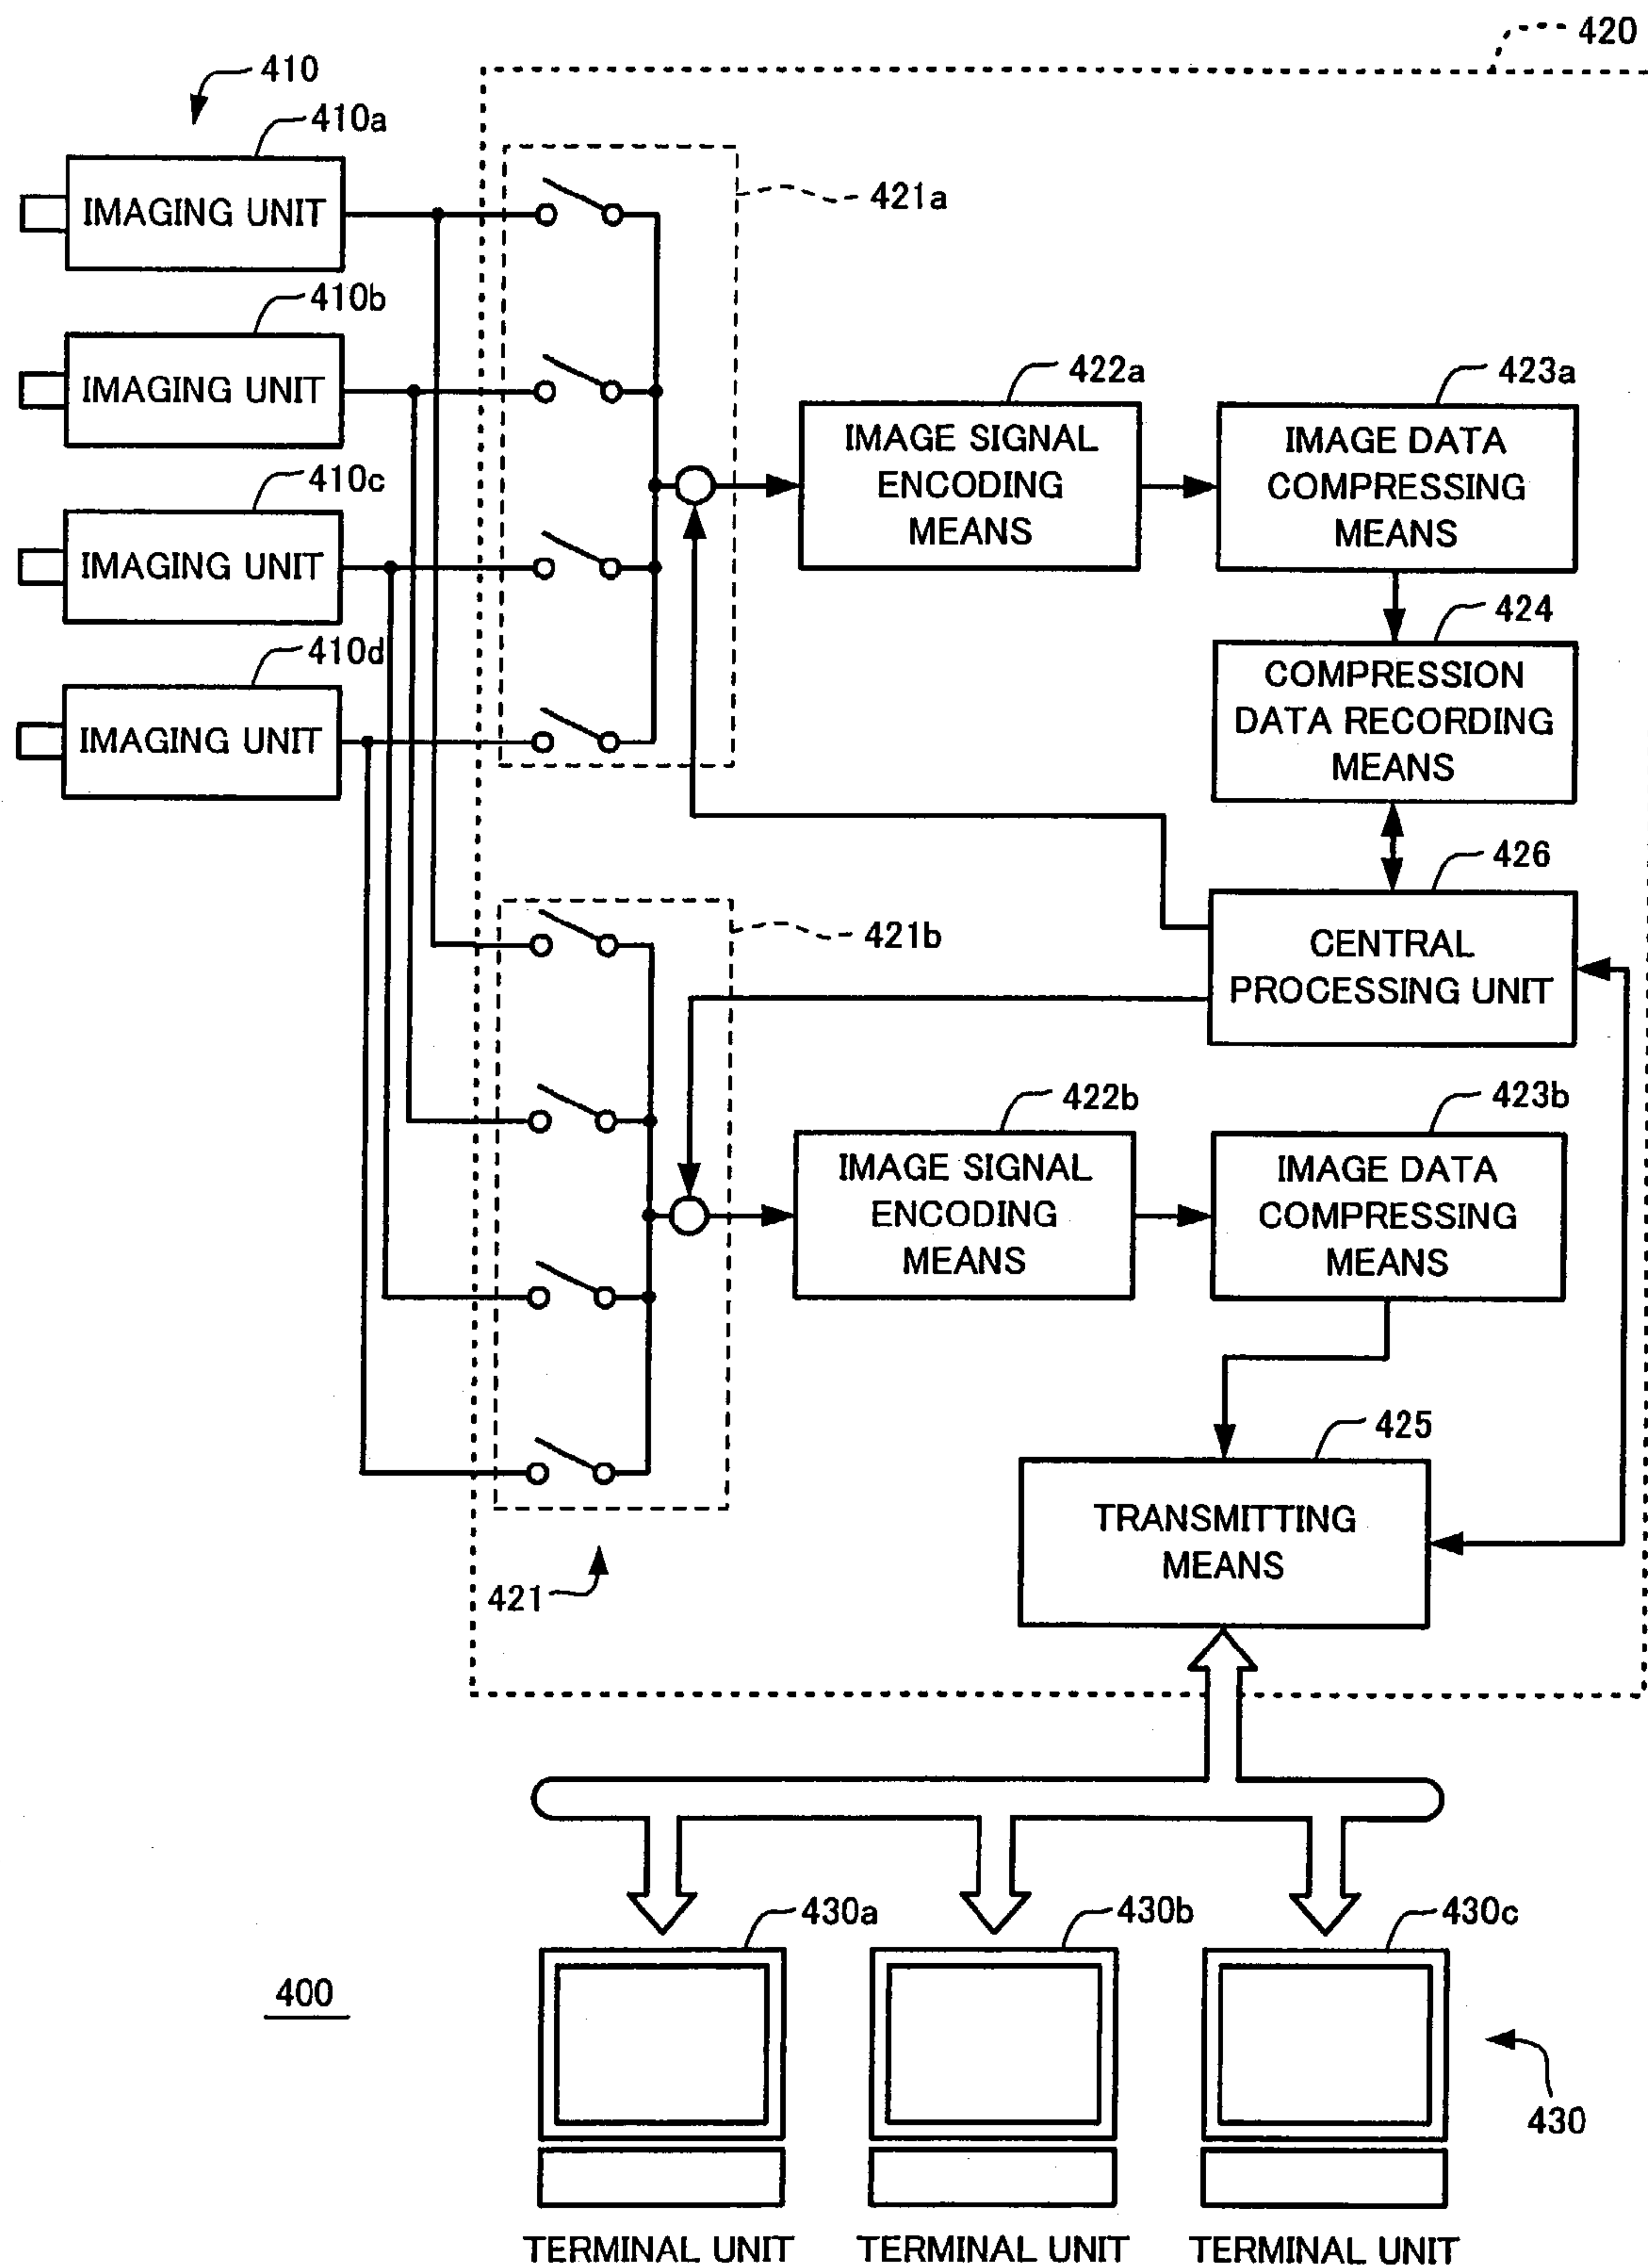 420
410
410a
IMAGING UNIT
421a
410b
IMAGING UNIT
422a
423a
IMAGE SIGNAL
ENCODING
MEANS
IMAGE DATA
COMPRESSING
MEANS
410c
IMAGING UNIT
424
COMPRESSION
DATA RECORDING
MEANS
410d
IMAGING UNIT
426
CENTRAL
PROCESSING UNIT
421b
422b
423b
IMAGE SIGNAL
ENCODING
MEANS
IMAGE DATA
COMPRESSING
MEANS
425
TRANSMITTING
MEANS
421
430a
430b
430c
400
430
TERMINAL UNIT
TERMINAL UNIT
TERMINAL UNIT